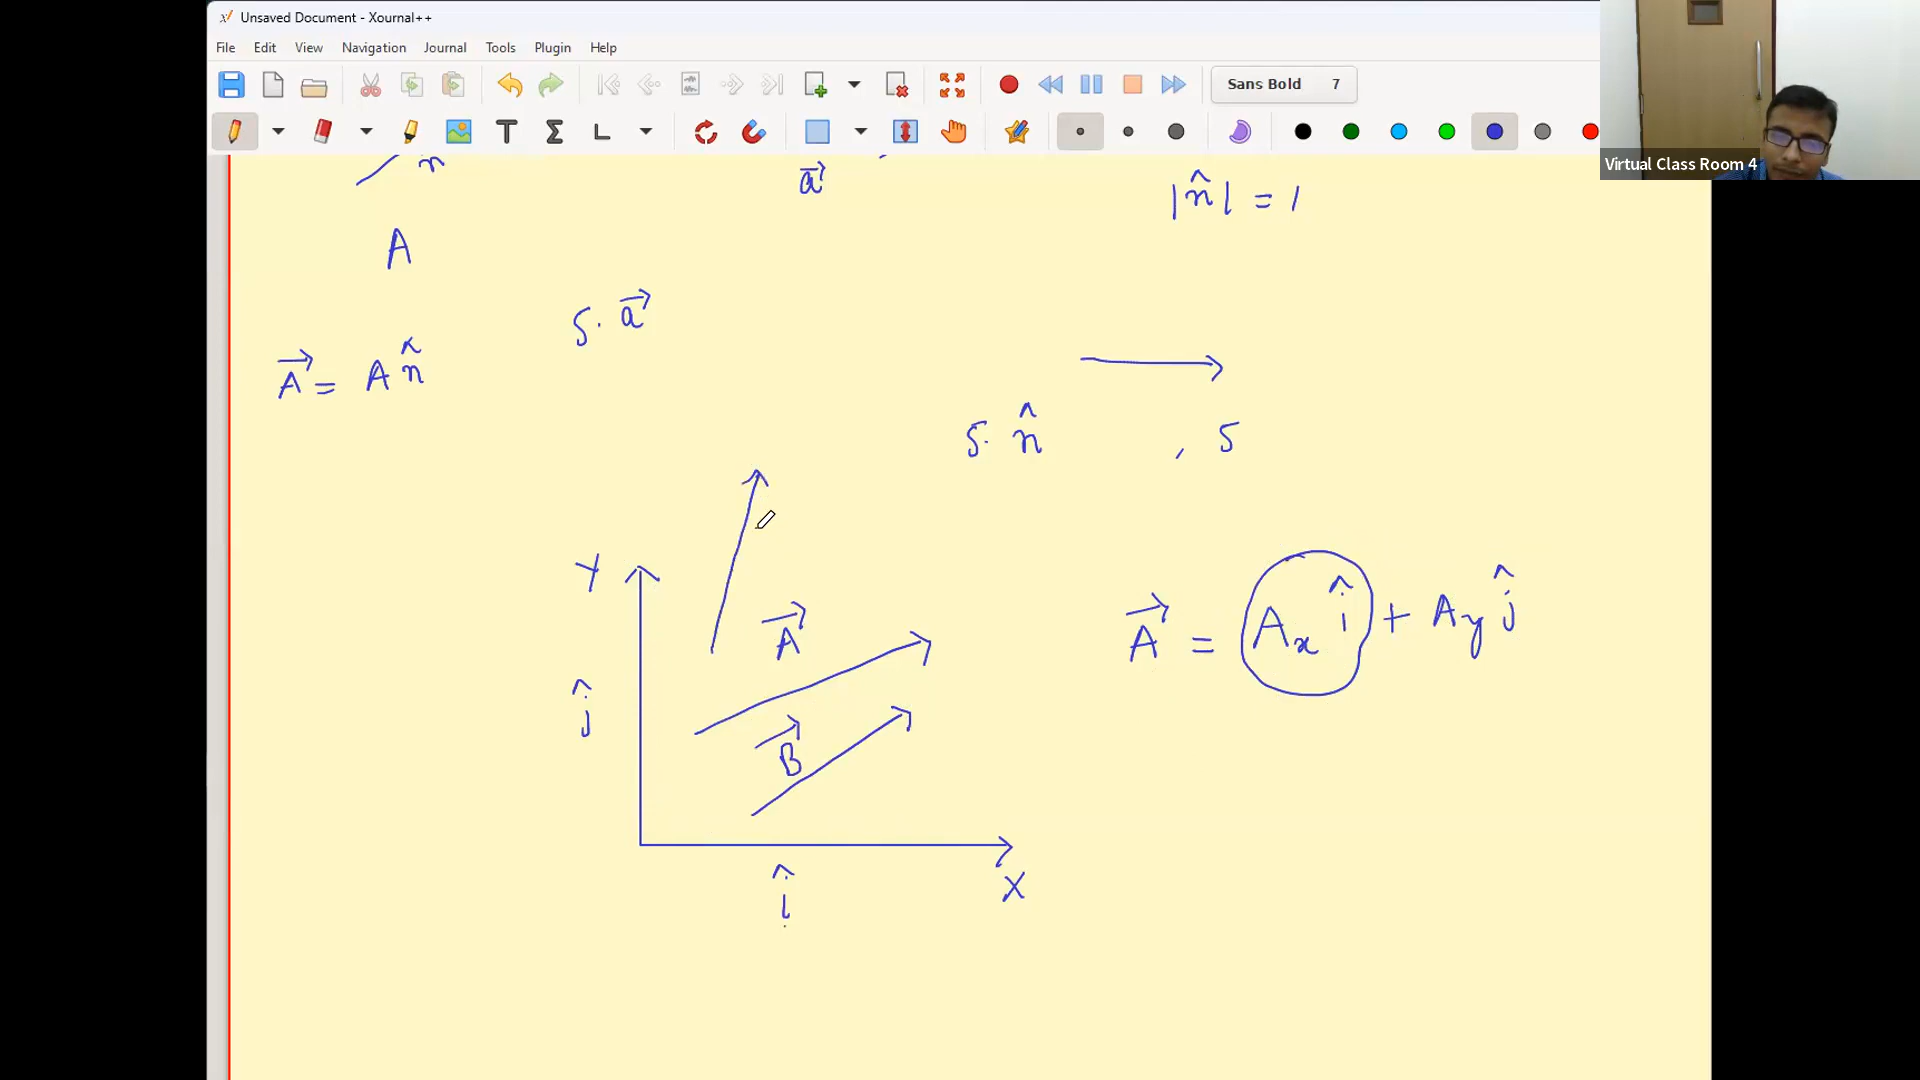 Unsaved Document - Xournal++
File Edit View Navigation Journal Tools Plugin Help
Sans Bold 7
Virtual Class Room 4
n
a⃗
|n̂| = 1
A
5. a⃗
A⃗ = A n̂
5. n̂ , 5
Y
A⃗
A⃗ = Aₓ î + Aᵧ ĵ
ĵ
B⃗
î
X